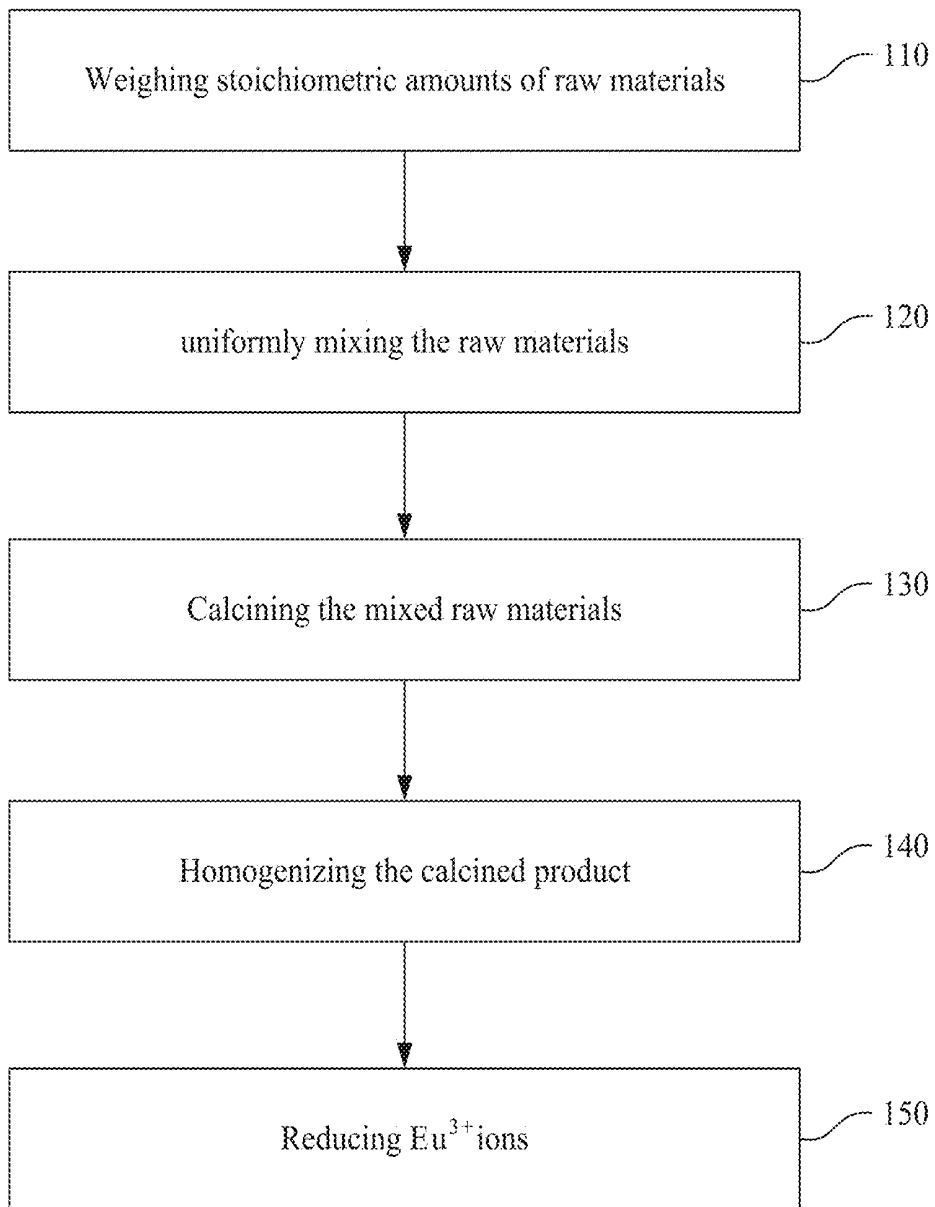 Weighing stoichiometric amounts of raw materials
110
uniformly mixing the raw materials
120
Calcining the mixed raw materials
130
Homogenizing the calcined product
140
Reducing Eu³⁺ ions
150